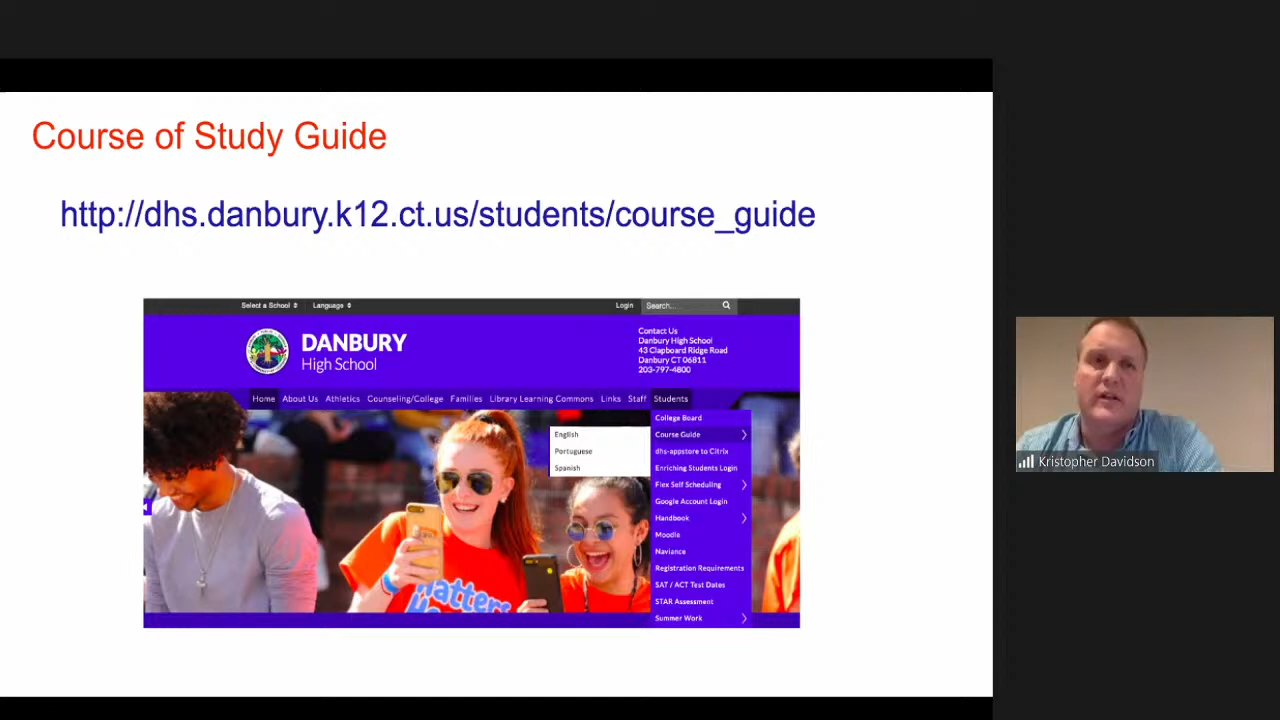 Course of Study Guide
http://dhs.danbury.k12.ct.us/students/course_guide
Select a School
Language
Login
Search...
DANBURY
High School
Contact Us
Danbury High School
43 Clapboard Ridge Road
Danbury CT 06811
203-797-4800
Home About Us Athletics Counseling/College Families Library Learning Commons Links Staff Students
College Board
Course Guide
English
Portuguese
Spanish
dhs-appstore to Citrix
Enriching Students Login
Flex Self Scheduling
Google Account Login
Handbook
Moodle
Naviance
Registration Requirements
SAT / ACT Test Dates
STAR Assessment
Summer Work
Kristopher Davidson